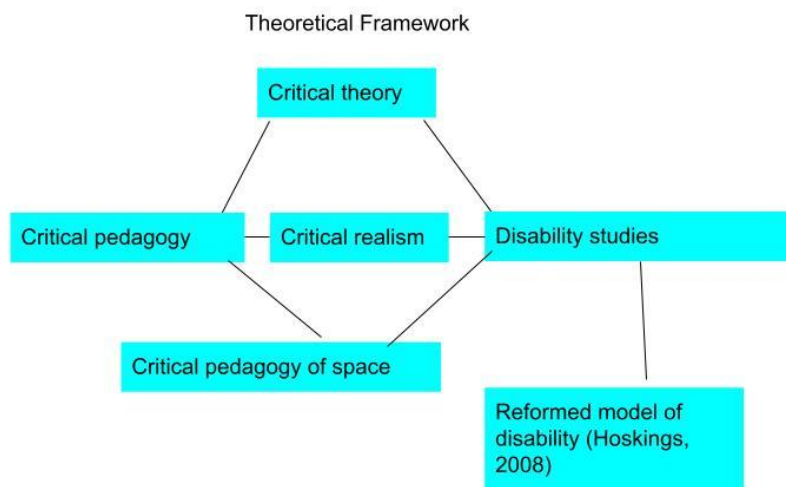 Theoretical Framework
Critical theory
Critical pedagogy
Critical realism
Disability studies
Critical pedagogy of space
Reformed model of
disability (Hoskings,
2008)